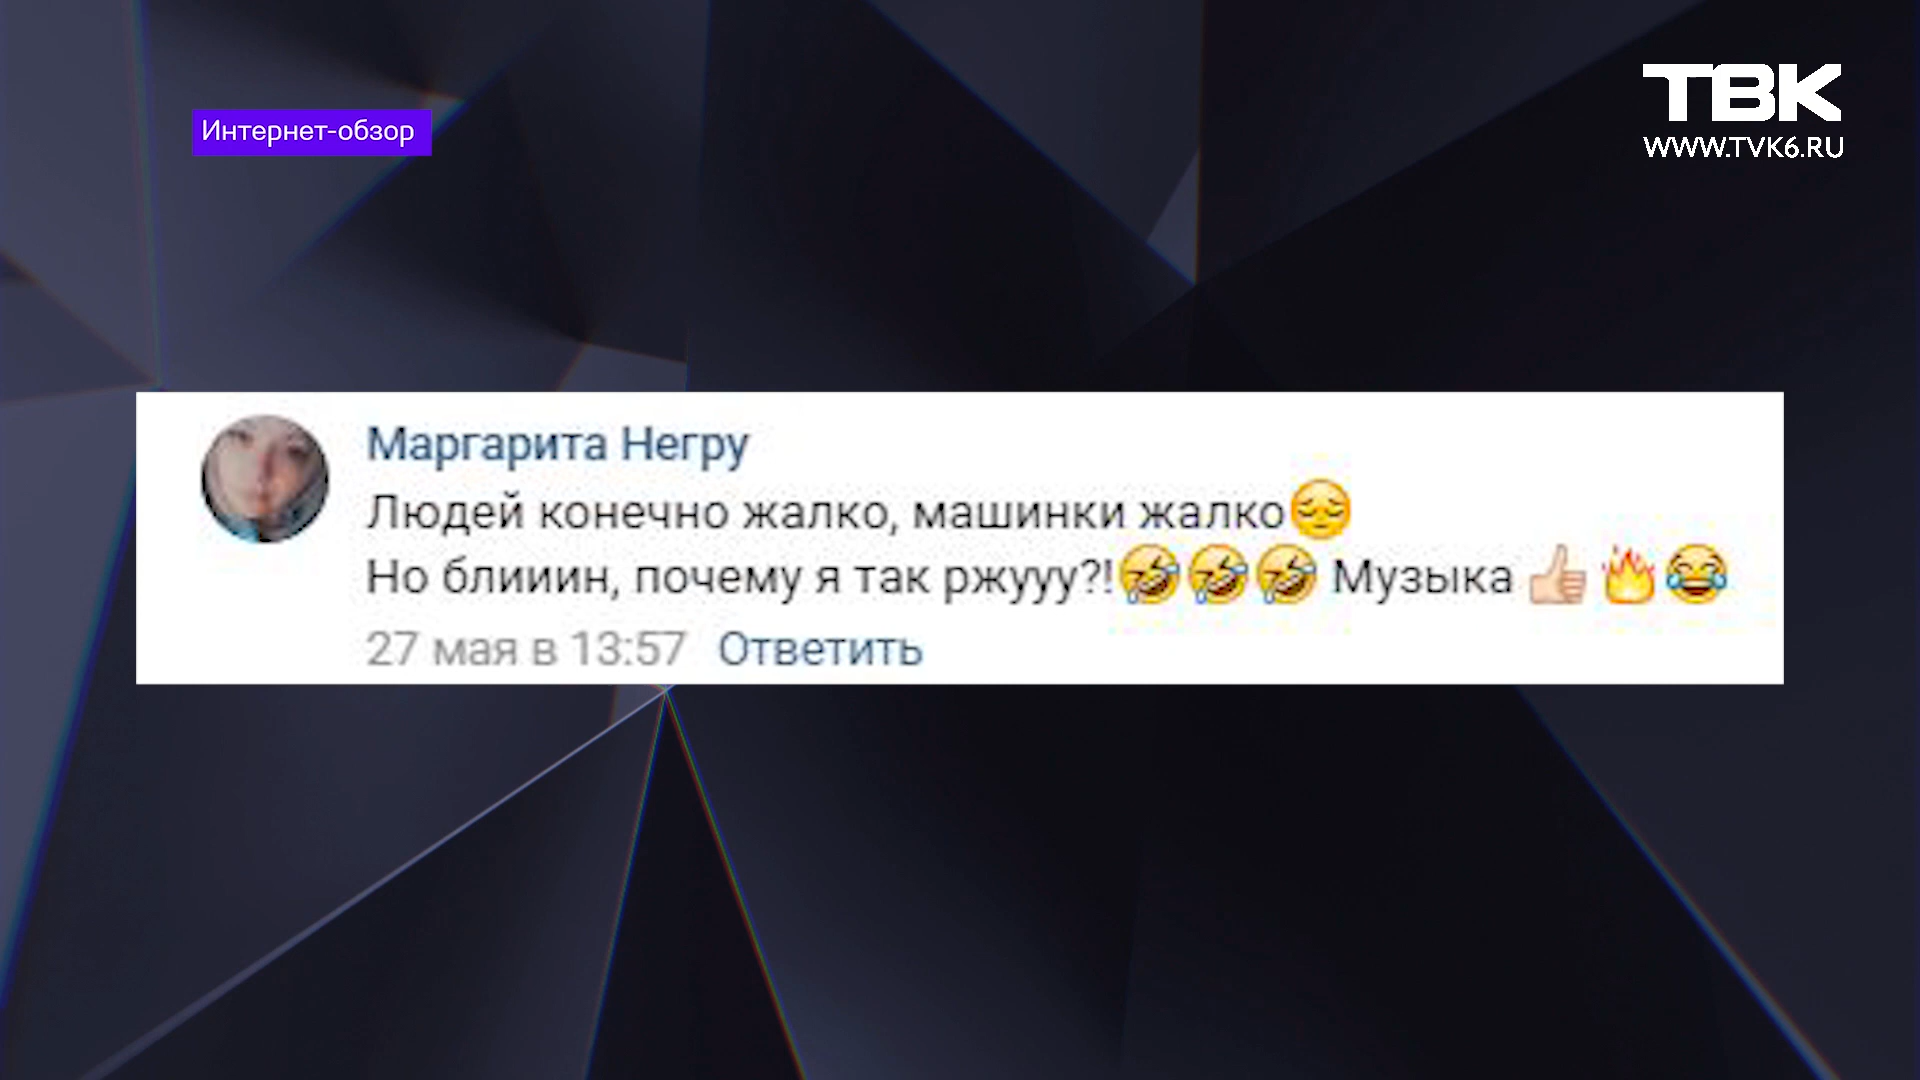 Интернет-обзор
ТВК
WWW.TVK6.RU
Маргарита Негру
Людей конечно жалко, машинки жалко😔
Но блииин, почему я так ржууу?!🤣🤣🤣 Музыка 👍🏻🔥😂
27 мая в 13:57 Ответить